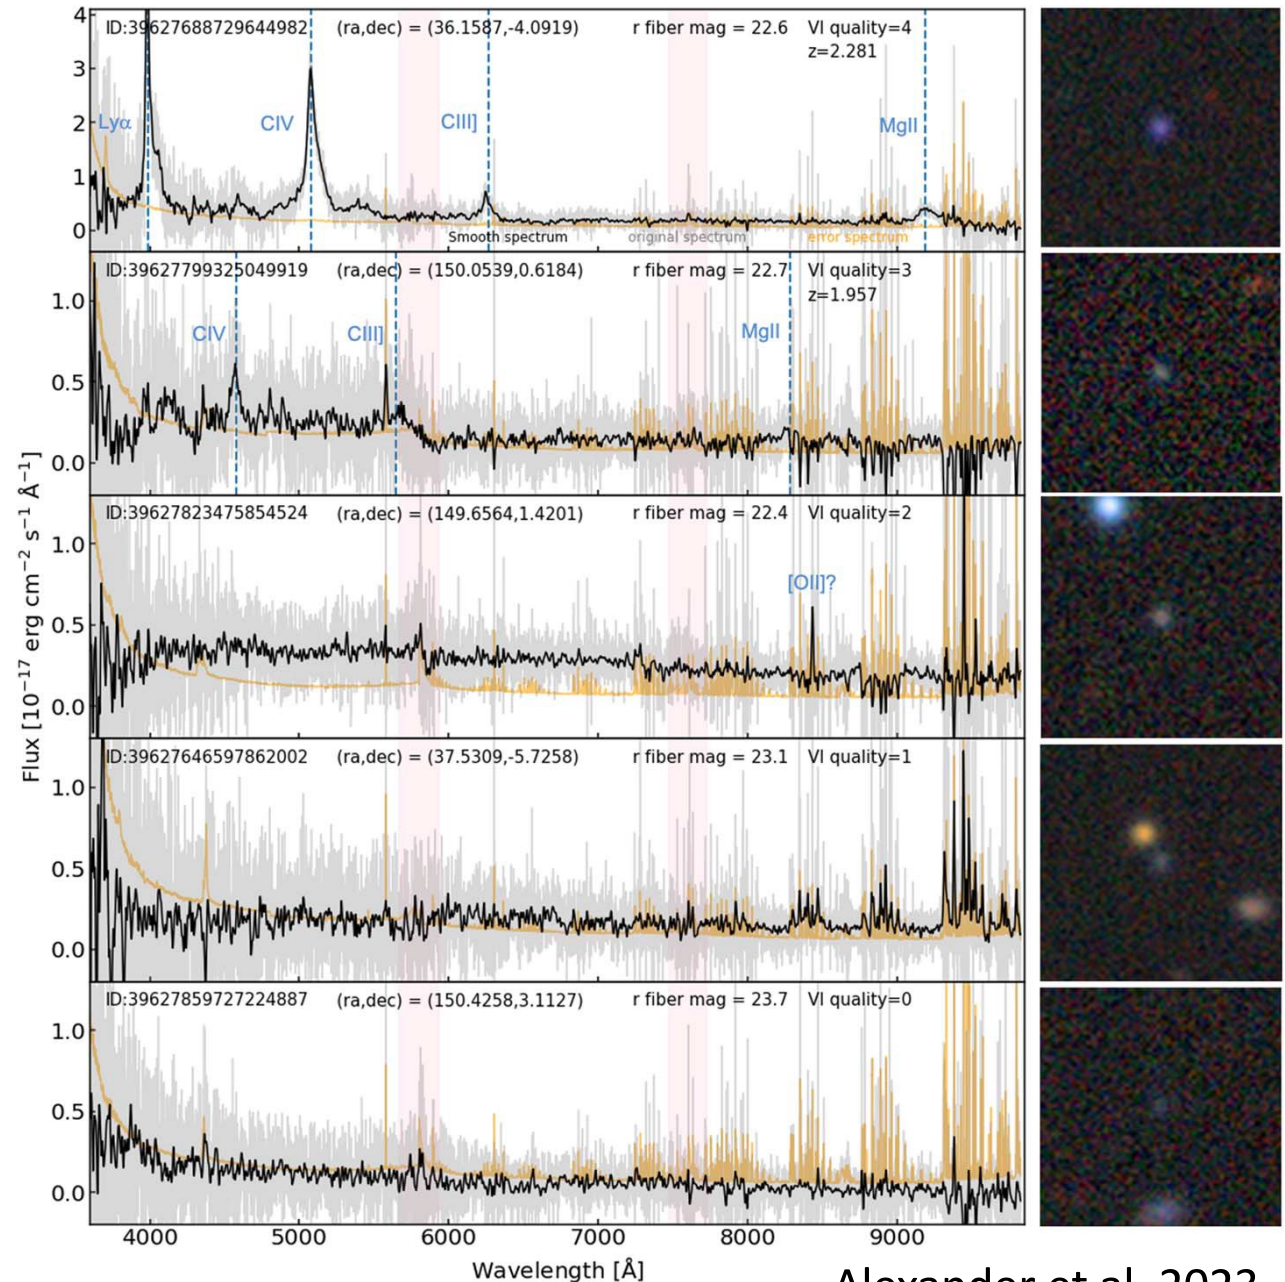 ID:39627688729644982 (ra,dec) = (36.1587,-4.0919) r fiber mag = 22.6 VI quality=4
z=2.281
Lyα CIV CIII] MgII
Smooth spectrum original spectrum error spectrum
4
3
2
1
0
ID:39627799325049919 (ra,dec) = (150.0539,0.6184) r fiber mag = 22.7 VI quality=3
z=1.957
CIV CIII] MgII
1.0
0.5
0.0
ID:39627823475854524 (ra,dec) = (149.6564,1.4201) r fiber mag = 22.4 VI quality=2
[OII]?
1.0
0.5
0.0
ID:39627646597862002 (ra,dec) = (37.5309,-5.7258) r fiber mag = 23.1 VI quality=1
1.0
0.5
0.0
ID:39627859727224887 (ra,dec) = (150.4258,3.1127) r fiber mag = 23.7 VI quality=0
1.0
0.5
0.0
Flux [10⁻¹⁷ erg cm⁻² s⁻¹ Å⁻¹]
4000 5000 6000 7000 8000 9000
Wavelength [Å]
Alexander et al. 2023